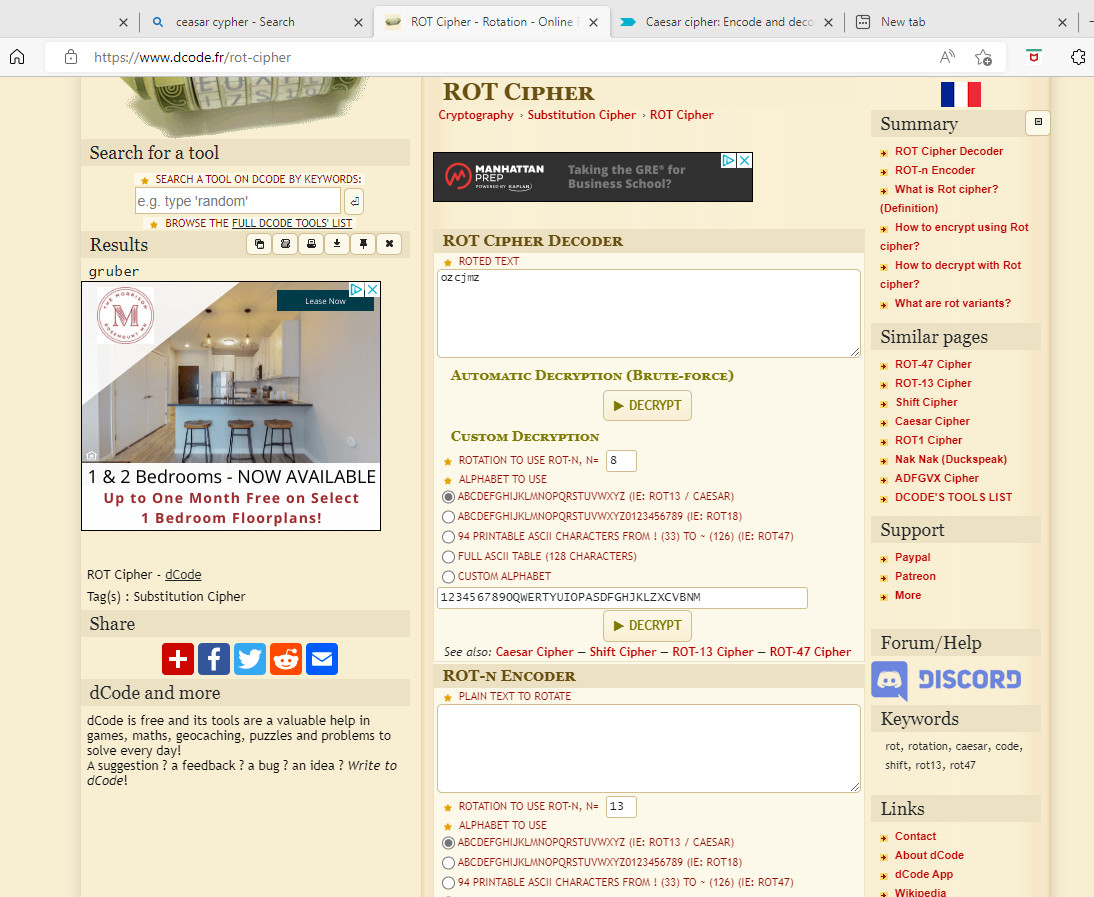 ceasar cypher - Search
ROT Cipher - Rotation - Online
Caesar cipher: Encode and deco
New tab
https://www.dcode.fr/rot-cipher
Search for a tool
SEARCH A TOOL ON DCODE BY KEYWORDS:
e.g. type 'random'
BROWSE THE FULL DCODE TOOLS' LIST
Results
gruber
THE MORRISON
M
ROSEMOUNT MN
Lease Now
1 & 2 Bedrooms - NOW AVAILABLE
Up to One Month Free on Select
1 Bedroom Floorplans!
ROT Cipher - dCode
Tag(s) : Substitution Cipher
Share
dCode and more
dCode is free and its tools are a valuable help in
games, maths, geocaching, puzzles and problems to
solve every day!
A suggestion ? a feedback ? a bug ? an idea ? Write to
dCode!
ROT Cipher
Cryptography › Substitution Cipher › ROT Cipher
MANHATTAN
PREP
POWERED BY KAPLAN
Taking the GRE® for
Business School?
ROT Cipher Decoder
ROTED TEXT
ozcjmz
Automatic Decryption (Brute-force)
▶ DECRYPT
Custom Decryption
ROTATION TO USE ROT-N, N= 8
ALPHABET TO USE
ABCDEFGHIJKLMNOPQRSTUVWXYZ (IE: ROT13 / CAESAR)
ABCDEFGHIJKLMNOPQRSTUVWXYZ0123456789 (IE: ROT18)
94 PRINTABLE ASCII CHARACTERS FROM ! (33) TO ~ (126) (IE: ROT47)
FULL ASCII TABLE (128 CHARACTERS)
CUSTOM ALPHABET
1234567890QWERTYUIOPASDFGHJKLZXCVBNM
▶ DECRYPT
See also: Caesar Cipher — Shift Cipher — ROT-13 Cipher — ROT-47 Cipher
ROT-n Encoder
PLAIN TEXT TO ROTATE
ROTATION TO USE ROT-N, N= 13
ALPHABET TO USE
ABCDEFGHIJKLMNOPQRSTUVWXYZ (IE: ROT13 / CAESAR)
ABCDEFGHIJKLMNOPQRSTUVWXYZ0123456789 (IE: ROT18)
94 PRINTABLE ASCII CHARACTERS FROM ! (33) TO ~ (126) (IE: ROT47)
Summary
ROT Cipher Decoder
ROT-n Encoder
What is Rot cipher?
(Definition)
How to encrypt using Rot
cipher?
How to decrypt with Rot
cipher?
What are rot variants?
Similar pages
ROT-47 Cipher
ROT-13 Cipher
Shift Cipher
Caesar Cipher
ROT1 Cipher
Nak Nak (Duckspeak)
ADFGVX Cipher
DCODE'S TOOLS LIST
Support
Paypal
Patreon
More
Forum/Help
DISCORD
Keywords
rot, rotation, caesar, code,
shift, rot13, rot47
Links
Contact
About dCode
dCode App
Wikipedia